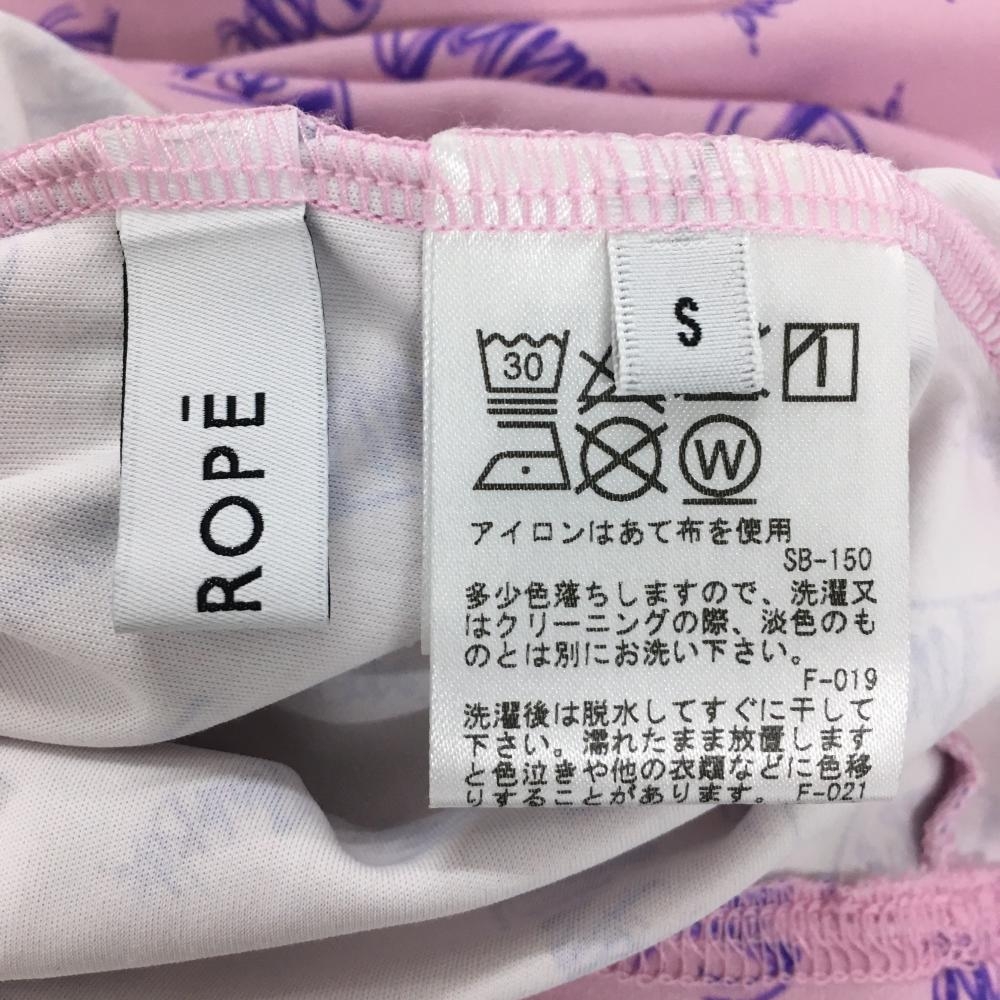 ROPÉ
S
30
W
アイロンはあて布を使用
SB-150
多少色落ちしますので、洗濯又
はクリーニングの際、淡色のも
のとは別にお洗い下さい。
F-019
洗濯後は脱水してすぐに干して
下さい。濡れたまま放置します
と色泣きや他の衣類などに色移
りすることがあります。 F-021